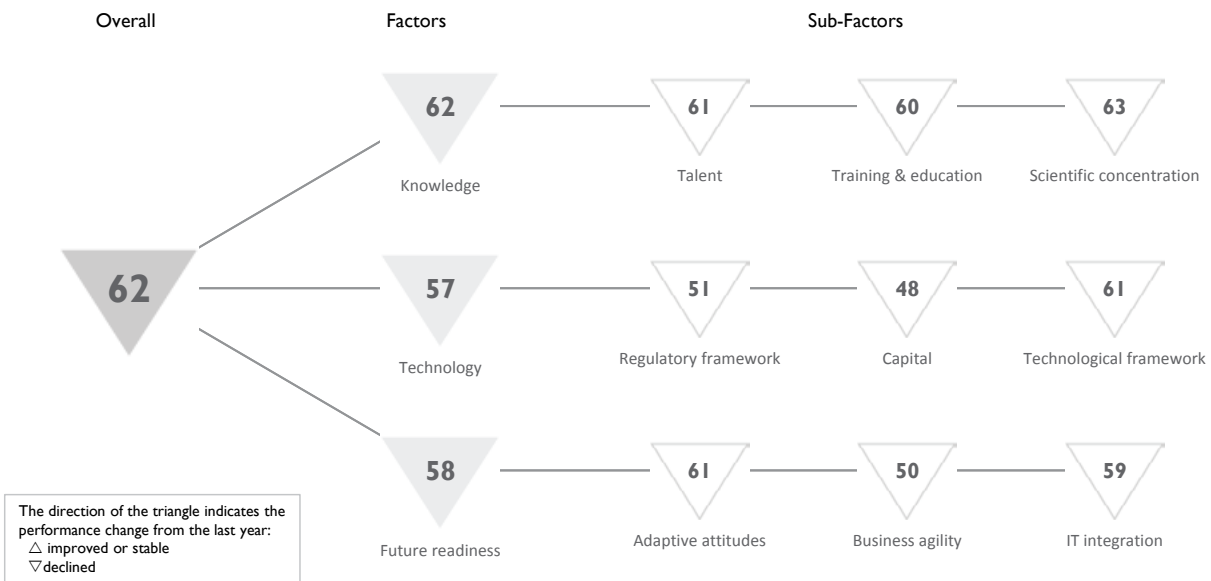 Overall
Factors
Sub-Factors
62
61
60
63
Knowledge
Talent
Training & education
Scientific concentration
62
57
51
48
61
Technology
Regulatory framework
Capital
Technological framework
58
61
50
59
Future readiness
Adaptive attitudes
Business agility
IT integration
The direction of the triangle indicates the
performance change from the last year:
△ improved or stable
▽declined